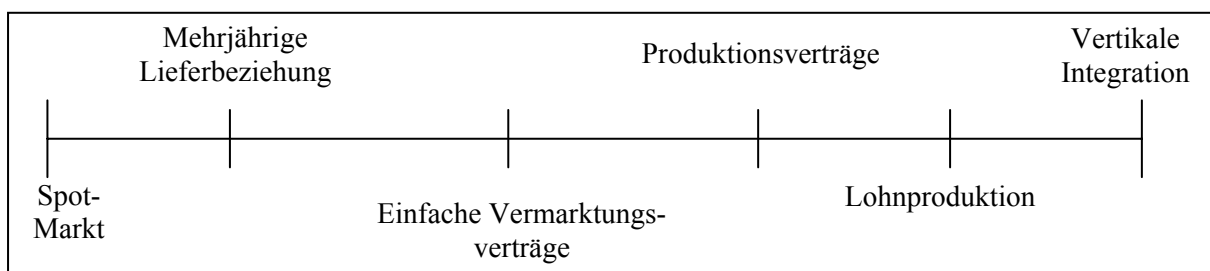 Mehrjährige
Lieferbeziehung
Produktionsverträge
Vertikale
Integration
Spot-
Markt
Einfache Vermarktungs-
verträge
Lohnproduktion